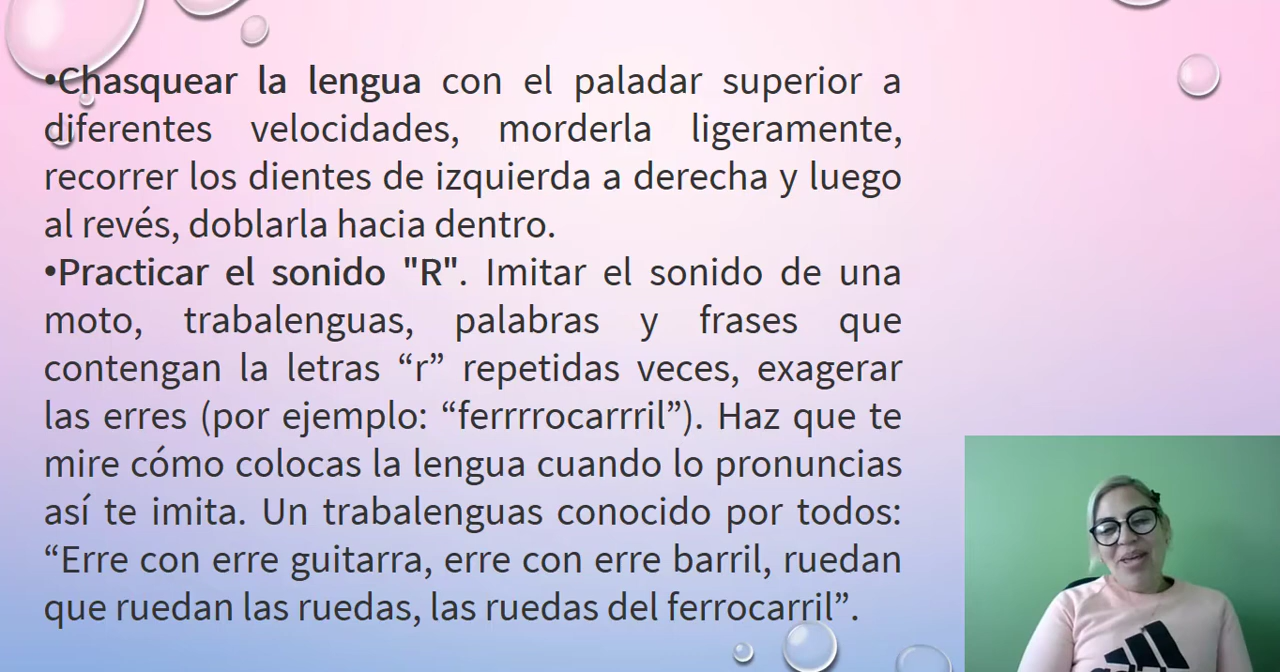 •Chasquear la lengua con el paladar superior a
diferentes velocidades, morderla ligeramente,
recorrer los dientes de izquierda a derecha y luego
al revés, doblarla hacia dentro.
•Practicar el sonido "R". Imitar el sonido de una
moto, trabalenguas, palabras y frases que
contengan la letras “r” repetidas veces, exagerar
las erres (por ejemplo: “ferrrrocarrril”). Haz que te
mire cómo colocas la lengua cuando lo pronuncias
así te imita. Un trabalenguas conocido por todos:
“Erre con erre guitarra, erre con erre barril, ruedan
que ruedan las ruedas, las ruedas del ferrocarril”.